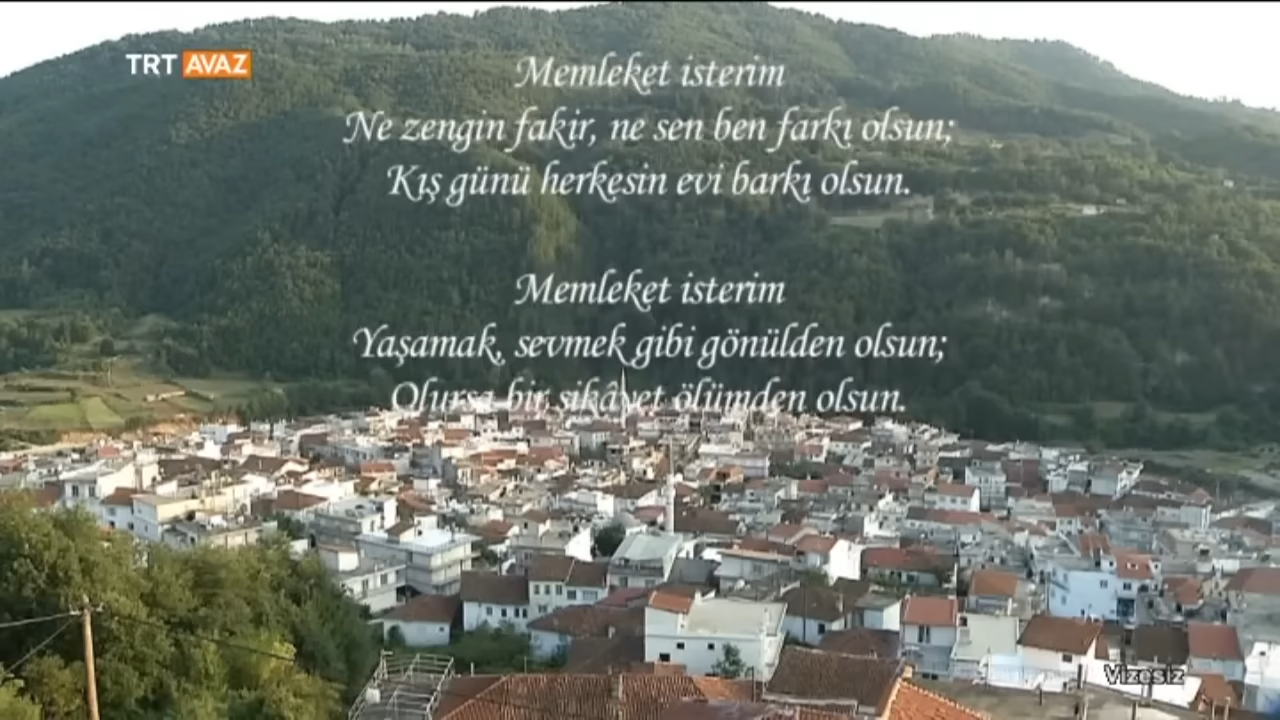 TRT AVAZ
Memleket isterim
Ne zengin fakir, ne sen ben farkı olsun;
Kış günü herkesin evi barkı olsun.
Memleket isterim
Yaşamak, sevmek gibi gönülden olsun;
Olursa bir şikâyet ölümden olsun.
Vizesiz